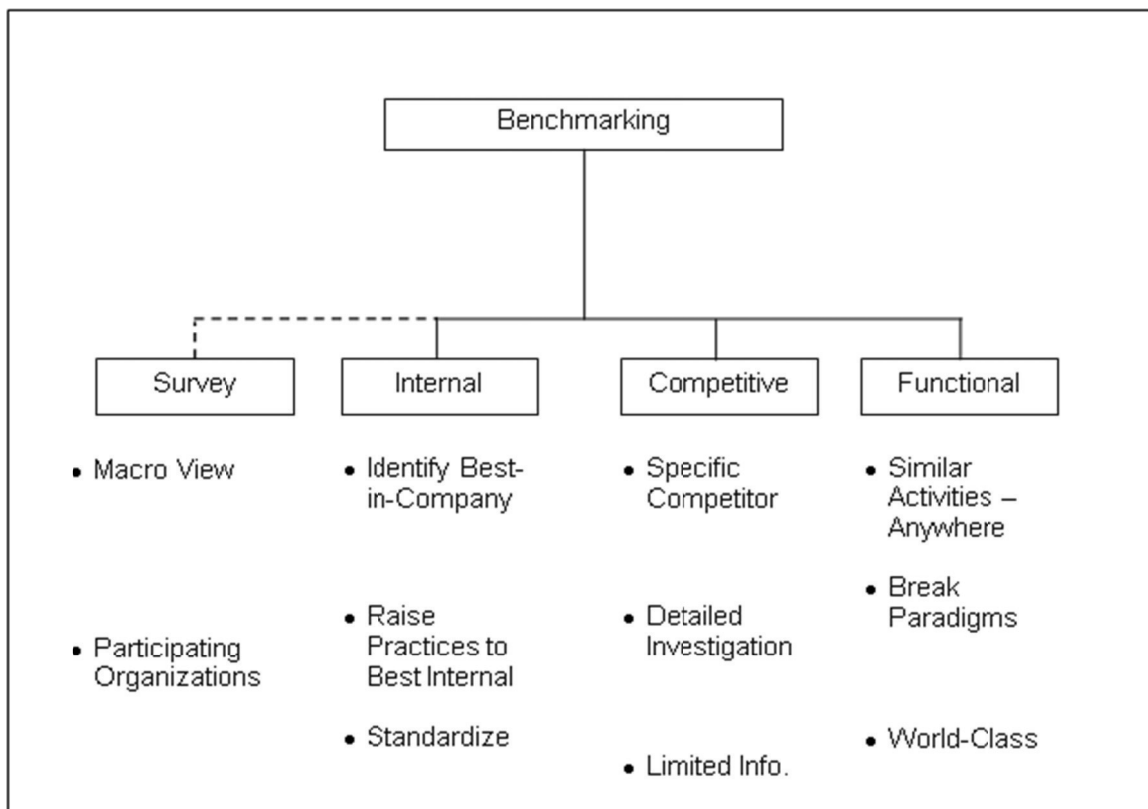 Benchmarking
Survey
Internal
Competitive
Functional
• Macro View
• Participating
Organizations
• Identify Best-
in-Company
• Raise
Practices to
Best Internal
• Standardize
• Specific
Competitor
• Detailed
Investigation
• Limited Info.
• Similar
Activities –
Anywhere
• Break
Paradigms
• World-Class